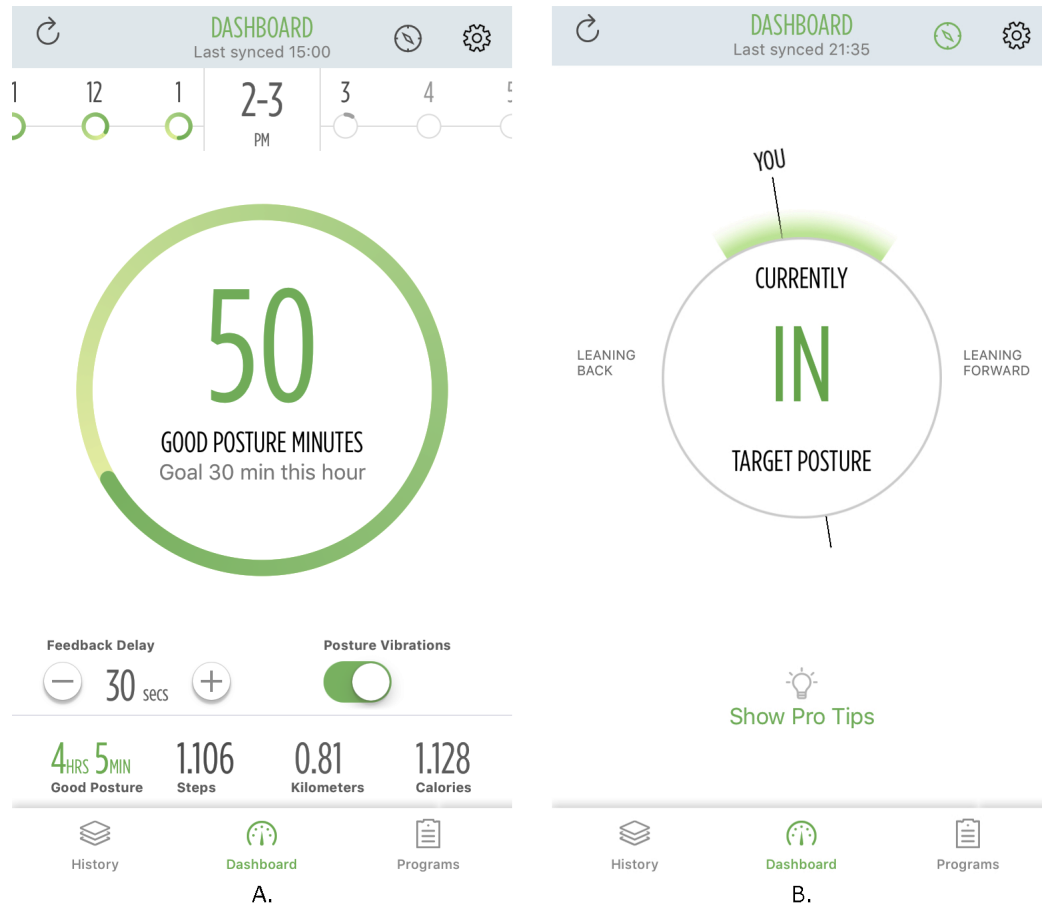 DASHBOARD
Last synced 15:00
12
1
2-3
PM
3
4
50
GOOD POSTURE MINUTES
Goal 30 min this hour
Feedback Delay
Posture Vibrations
30 secs
4HRS 5MIN
1.106
0.81
1.128
Good Posture
Steps
Kilometers
Calories
History
Dashboard
Programs
A.
DASHBOARD
Last synced 21:35
YOU
CURRENTLY
IN
TARGET POSTURE
LEANING
BACK
LEANING
FORWARD
Show Pro Tips
History
Dashboard
Programs
B.